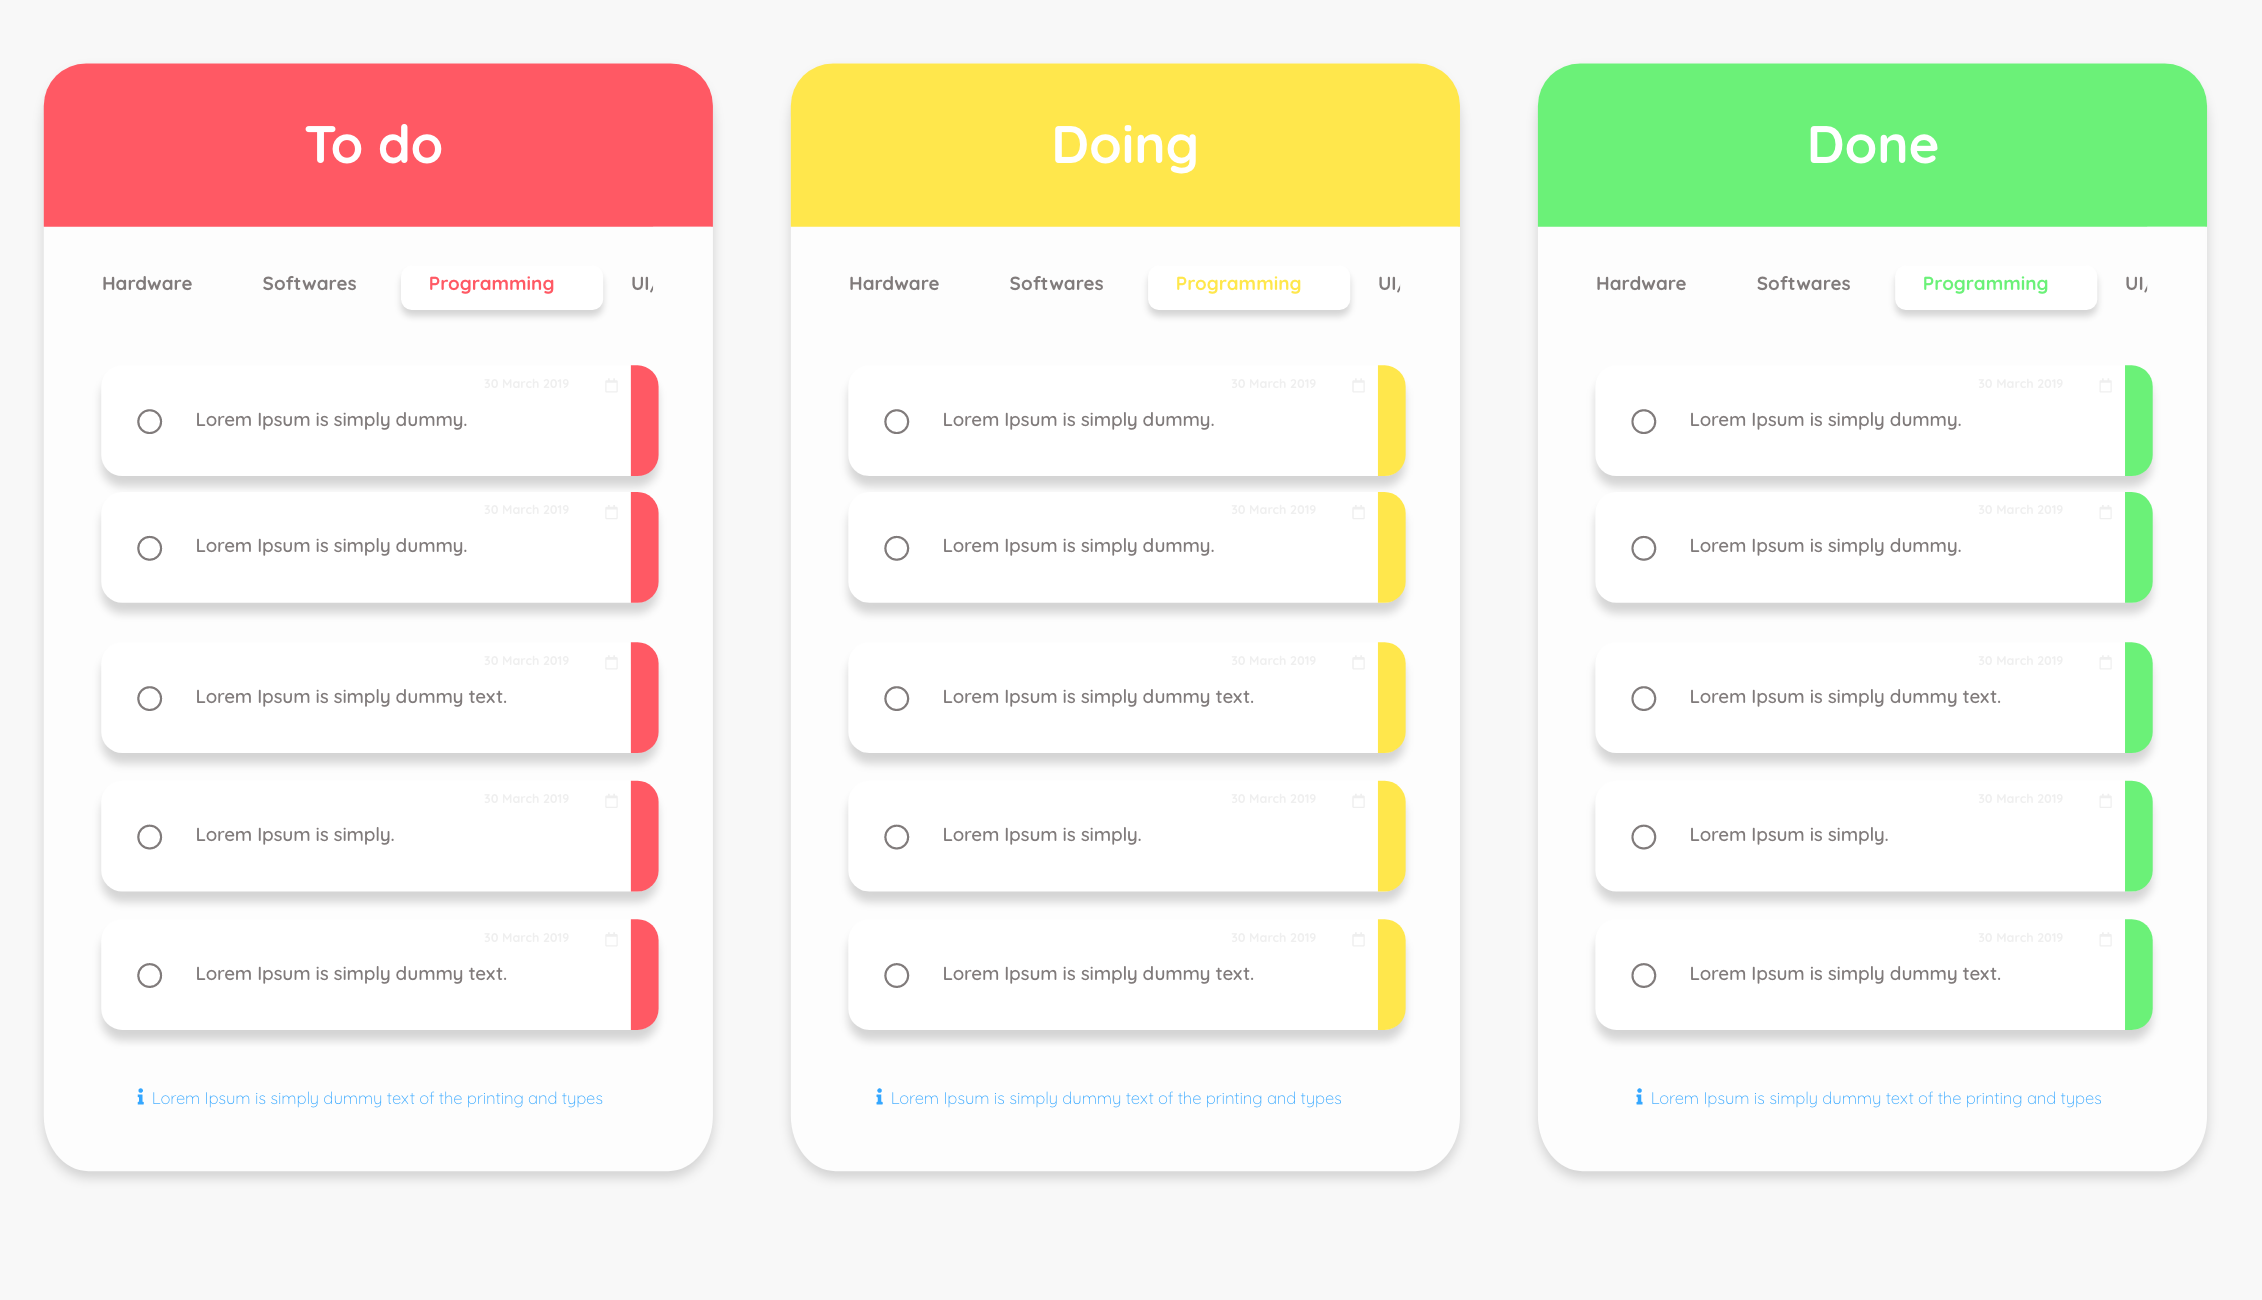 To do
Hardware Softwares Programming UI,
30 March 2019
Lorem Ipsum is simply dummy.
30 March 2019
Lorem Ipsum is simply dummy.
30 March 2019
Lorem Ipsum is simply dummy text.
30 March 2019
Lorem Ipsum is simply.
30 March 2019
Lorem Ipsum is simply dummy text.
Lorem Ipsum is simply dummy text of the printing and types
Doing
Hardware Softwares Programming UI,
30 March 2019
Lorem Ipsum is simply dummy.
30 March 2019
Lorem Ipsum is simply dummy.
30 March 2019
Lorem Ipsum is simply dummy text.
30 March 2019
Lorem Ipsum is simply.
30 March 2019
Lorem Ipsum is simply dummy text.
Lorem Ipsum is simply dummy text of the printing and types
Done
Hardware Softwares Programming UI,
30 March 2019
Lorem Ipsum is simply dummy.
30 March 2019
Lorem Ipsum is simply dummy.
30 March 2019
Lorem Ipsum is simply dummy text.
30 March 2019
Lorem Ipsum is simply.
30 March 2019
Lorem Ipsum is simply dummy text.
Lorem Ipsum is simply dummy text of the printing and types